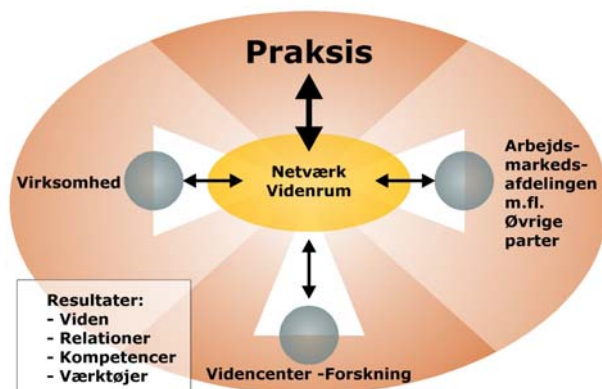 Praksis
Netværk
Videnrum
Virksomhed
Arbejds-
markeds-
afdelingen
m.fl.
Øvrige
parter
Resultater:
- Viden
- Relationer
- Kompetencer
- Værktøjer
Videncenter -Forskning